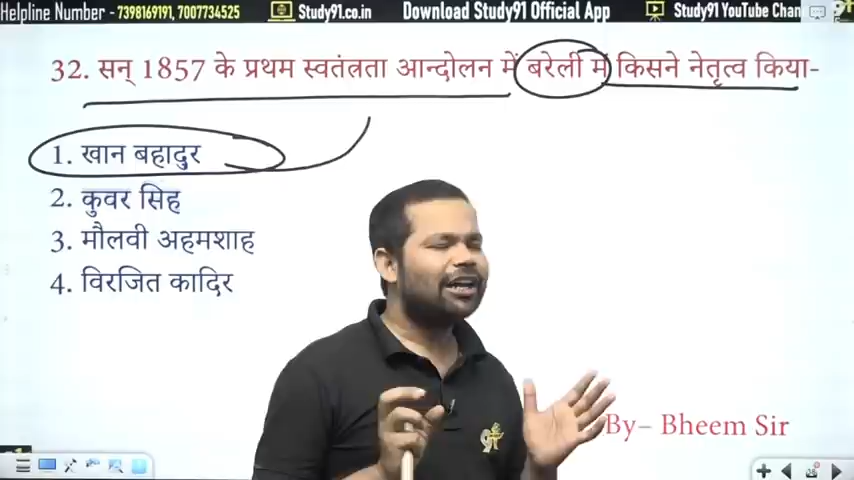 Helpline Number - 7398169191, 7007734525 Study91.co.in Download Study91 Official App Study91 YouTube Chan
32. सन् 1857 के प्रथम स्वतंत्रता आन्दोलन में बरेली में किसने नेतृत्व किया-
1. खान बहादुर
2. कुवर सिह
3. मौलवी अहमशाह
4. विरजित कादिर
By- Bheem Sir